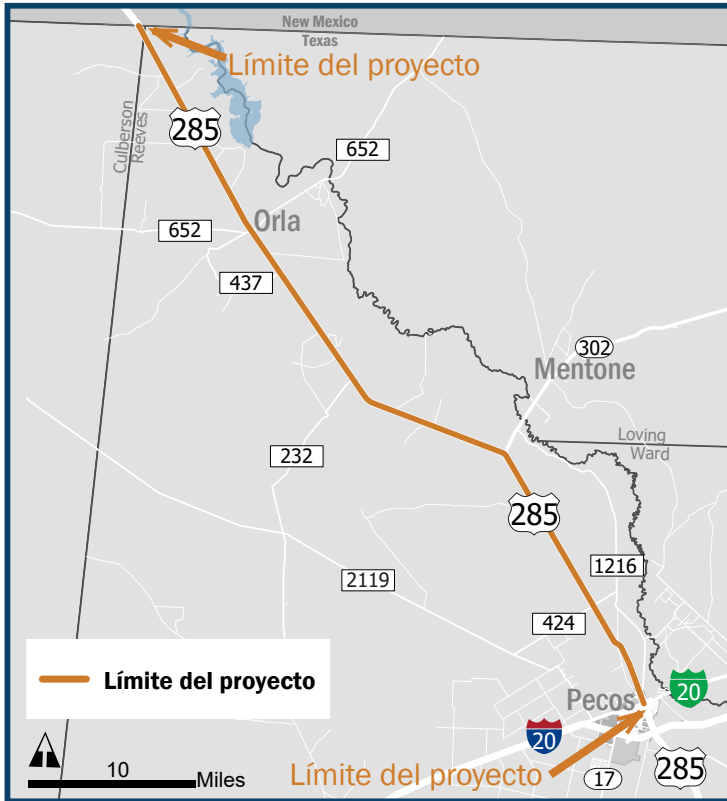 New Mexico
Texas
Límite del proyecto
Culberson
Reeves
285
652
Orla
652
437
302
Mentone
Loving
Ward
232
285
1216
2119
424
Límite del proyecto
Pecos
20
20
10
Miles
Límite del proyecto
17
285